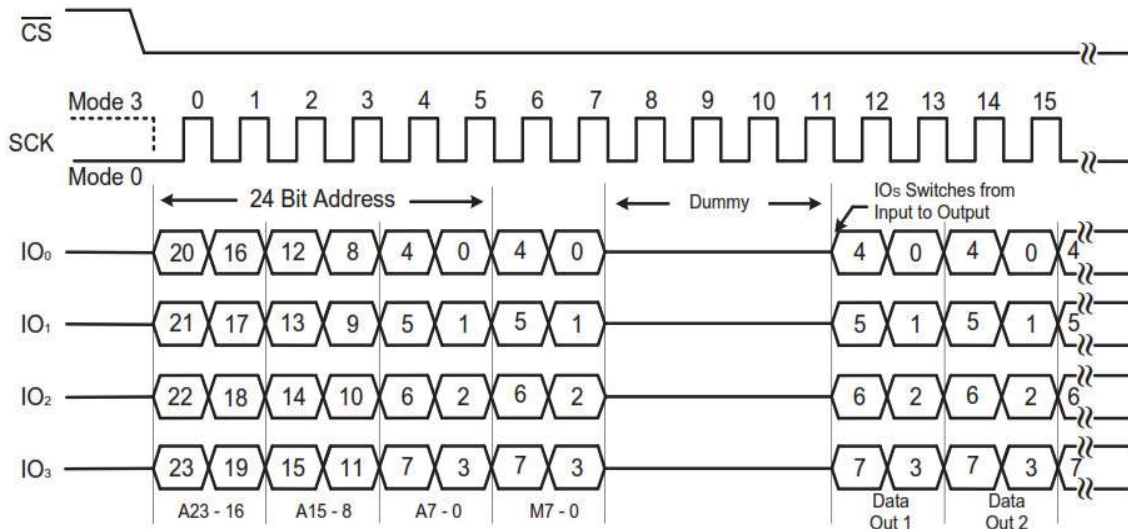 CS
Mode 3 0 1 2 3 4 5 6 7 8 9 10 11 12 13 14 15
SCK
Mode 0
24 Bit Address Dummy IOs Switches from
Input to Output
IO₀ 20 16 12 8 4 0 4 0 4 0 4 0 4
IO₁ 21 17 13 9 5 1 5 1 5 1 5 1 5
IO₂ 22 18 14 10 6 2 6 2 6 2 6 2 6
IO₃ 23 19 15 11 7 3 7 3 7 3 7 3 7
A23 - 16 A15 - 8 A7 - 0 M7 - 0 Data Out 1 Data Out 2